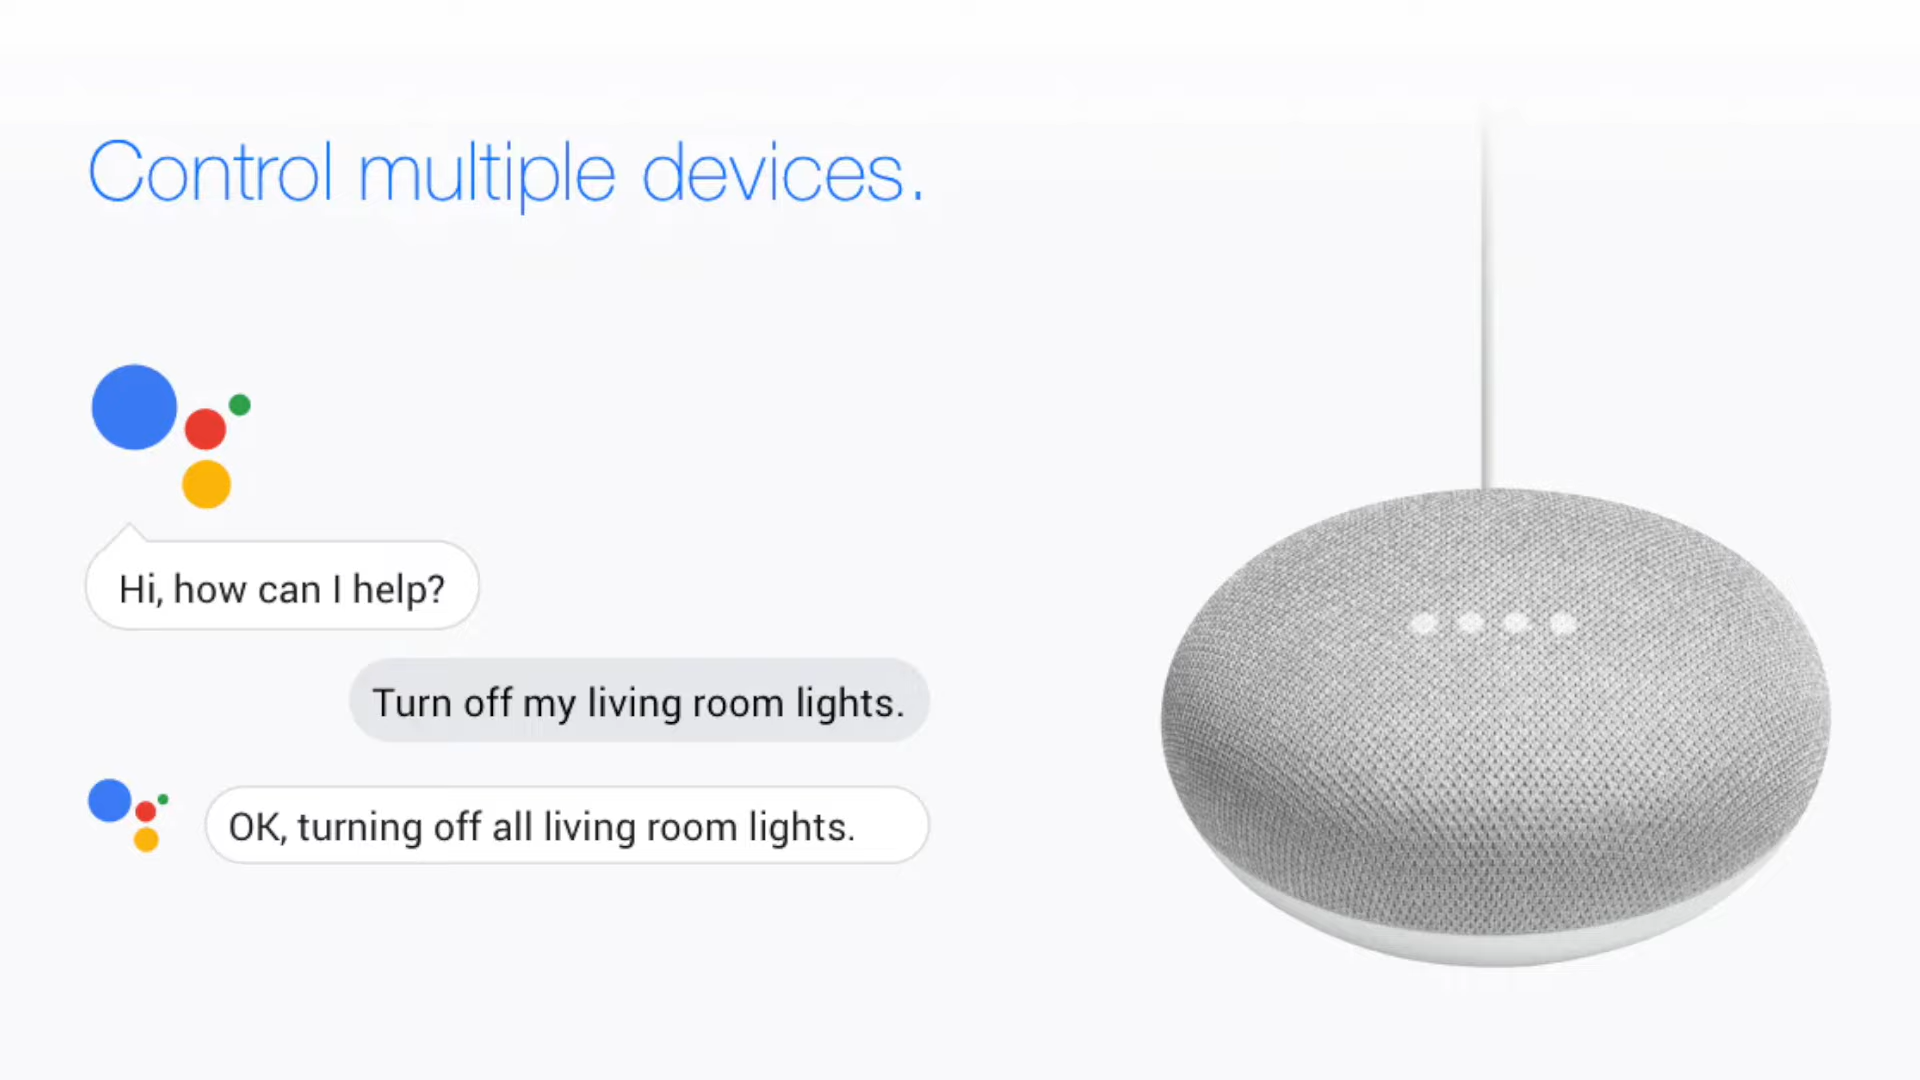 Control multiple devices.
Hi, how can I help?
Turn off my living room lights.
OK, turning off all living room lights.